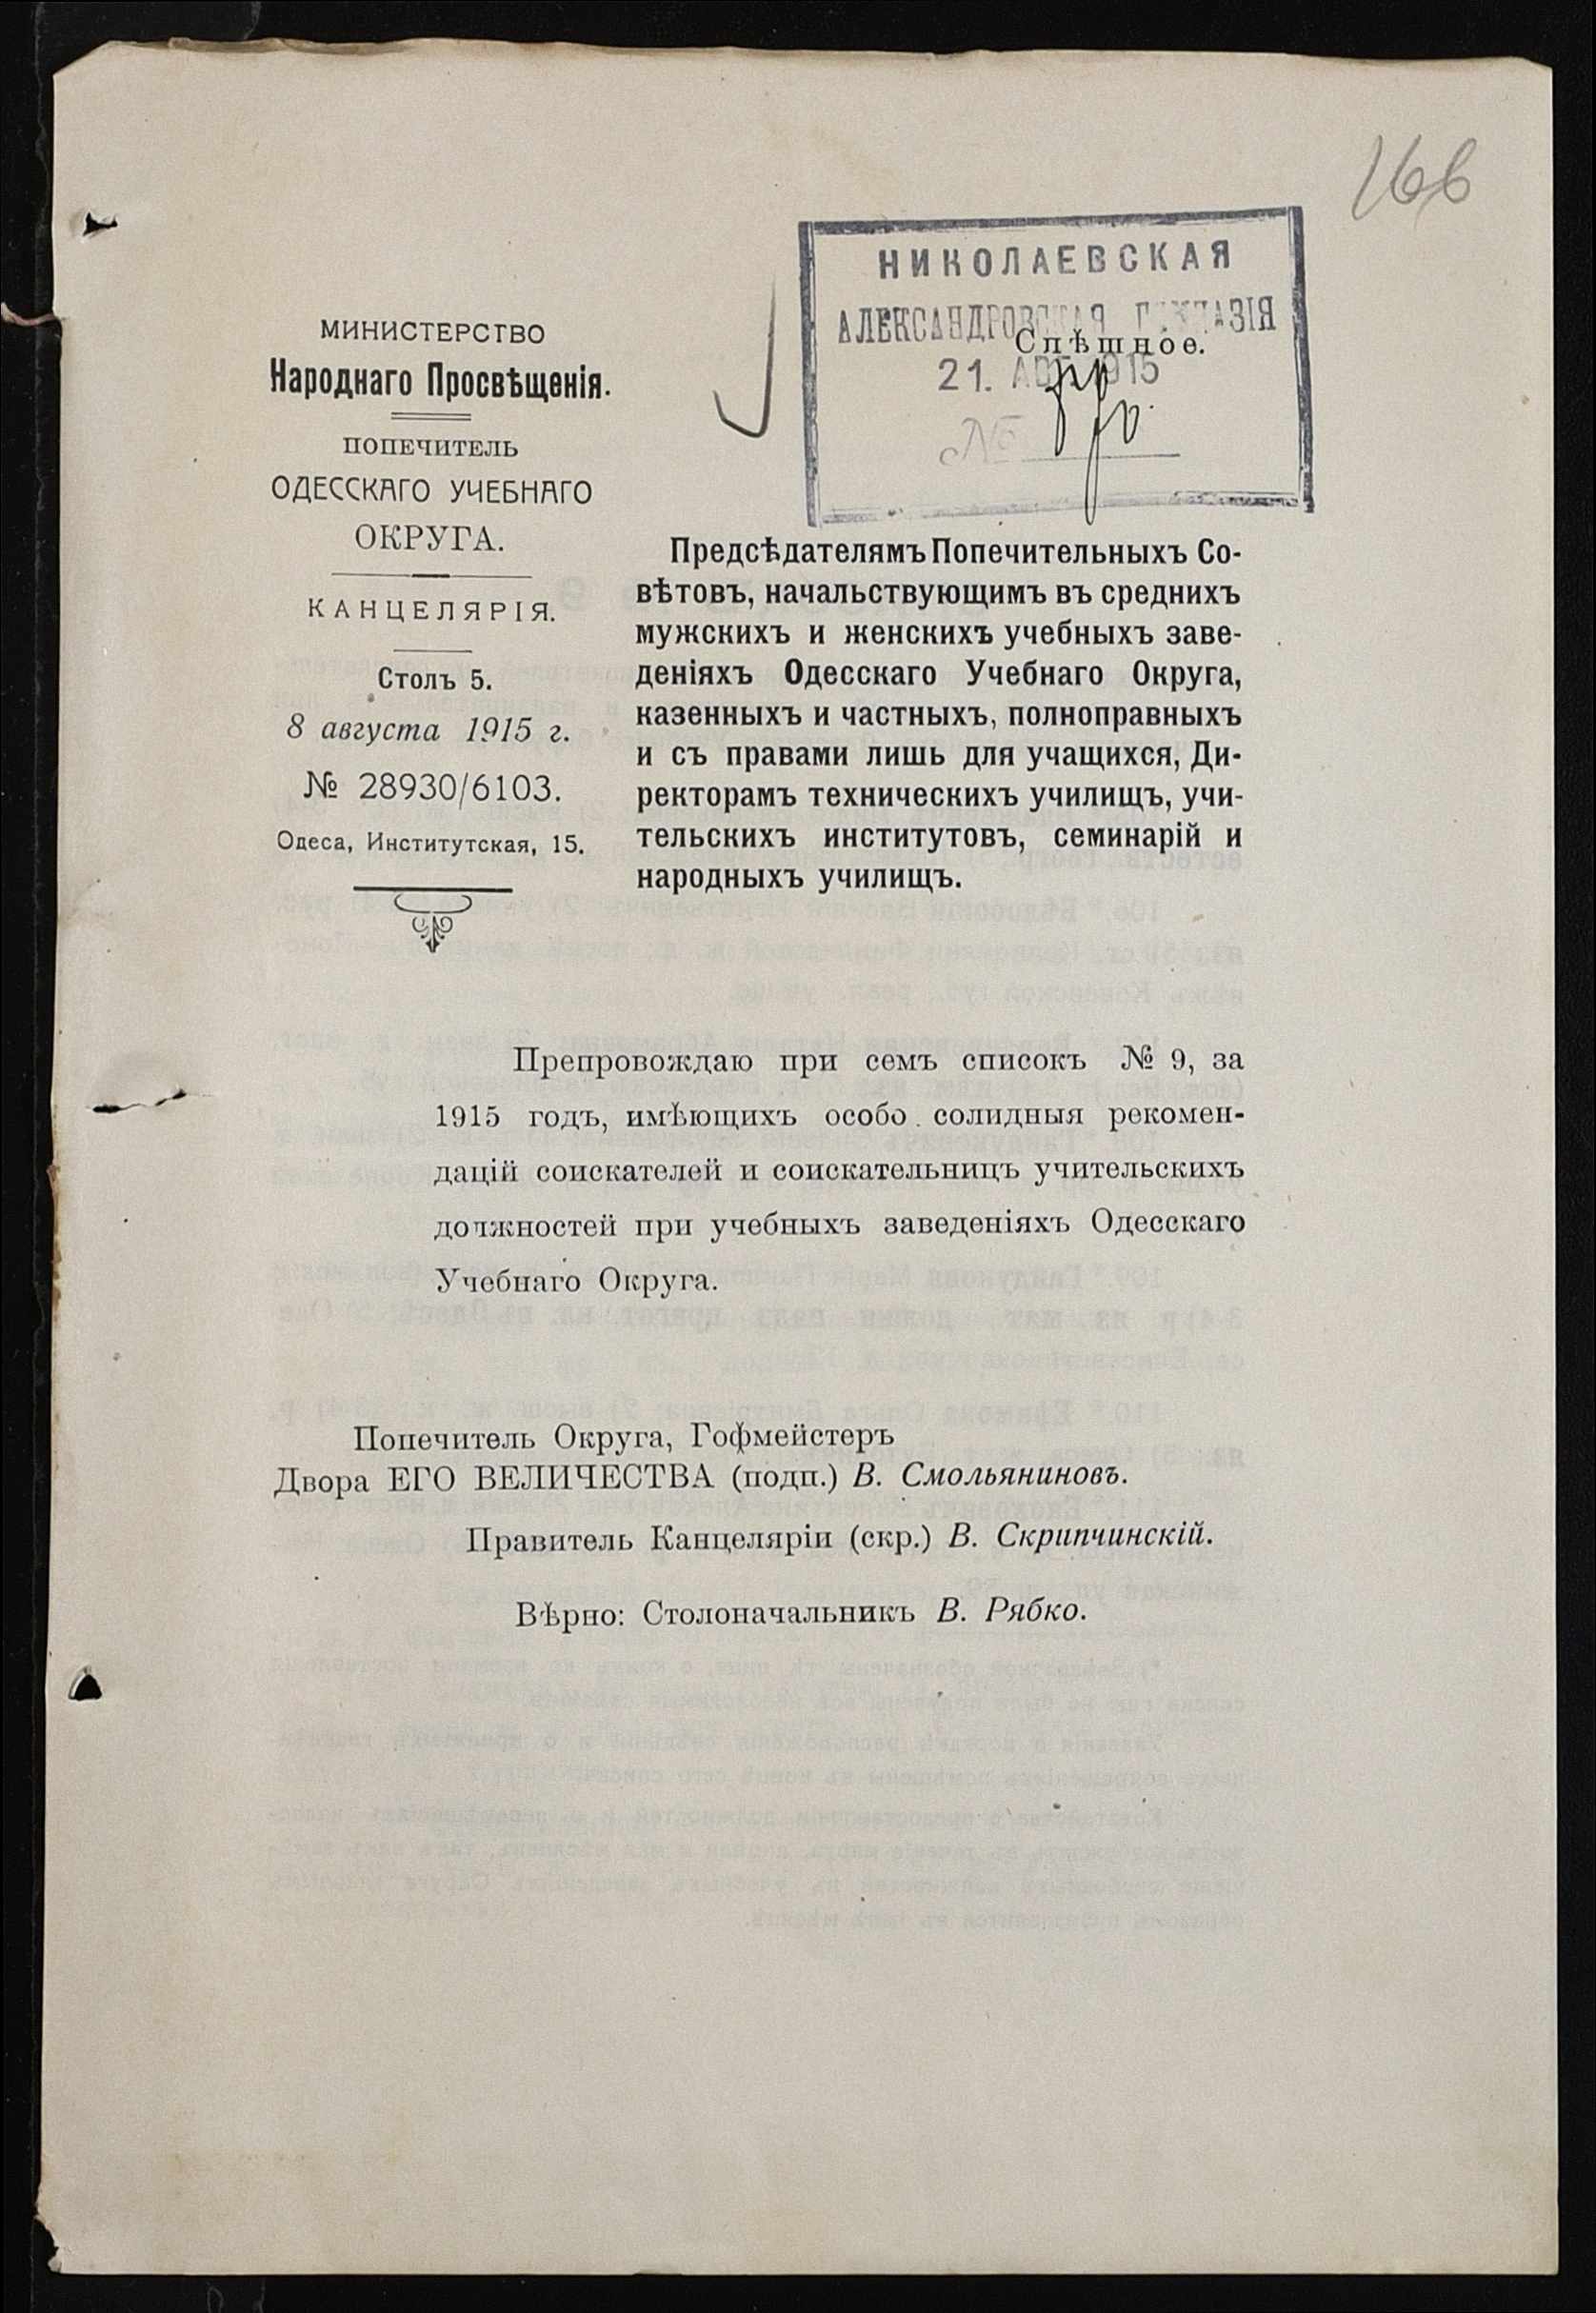 166
НИКОЛАЕВСКАЯ
АЛЕКСАНДРОВСКАЯ ГИМНАЗІЯ
Спѣшное.
21. АВГ 1915
№
МИНИСТЕРСТВО
Народнаго Просвѣщенія.
ПОПЕЧИТЕЛЬ
ОДЕССКАГО УЧЕБНАГО
ОКРУГА.
КАНЦЕЛЯРІЯ.
Столъ 5.
8 августа 1915 г.
№ 28930/6103.
Одеса, Институтская, 15.
Предсѣдателямъ Попечительныхъ Со-
вѣтовъ, начальствующимъ въ среднихъ
мужскихъ и женскихъ учебныхъ заве-
деніяхъ Одесскаго Учебнаго Округа,
казенныхъ и частныхъ, полноправныхъ
и съ правами лишь для учащихся, Ди-
ректорамъ техническихъ училищъ, учи-
тельскихъ институтовъ, семинарій и
народныхъ училищъ.
Препровождаю при семъ списокъ № 9, за
1915 годъ, имѣющихъ особо солидныя рекомен-
дацій соискателей и соискательницъ учительскихъ
должностей при учебныхъ заведеніяхъ Одесскаго
Учебнаго Округа.
Попечитель Округа, Гофмейстеръ
Двора ЕГО ВЕЛИЧЕСТВА (подп.) В. Смольяниновъ.
Правитель Канцеляріи (скр.) В. Скрипчинскій.
Вѣрно: Столоначальникъ В. Рябко.